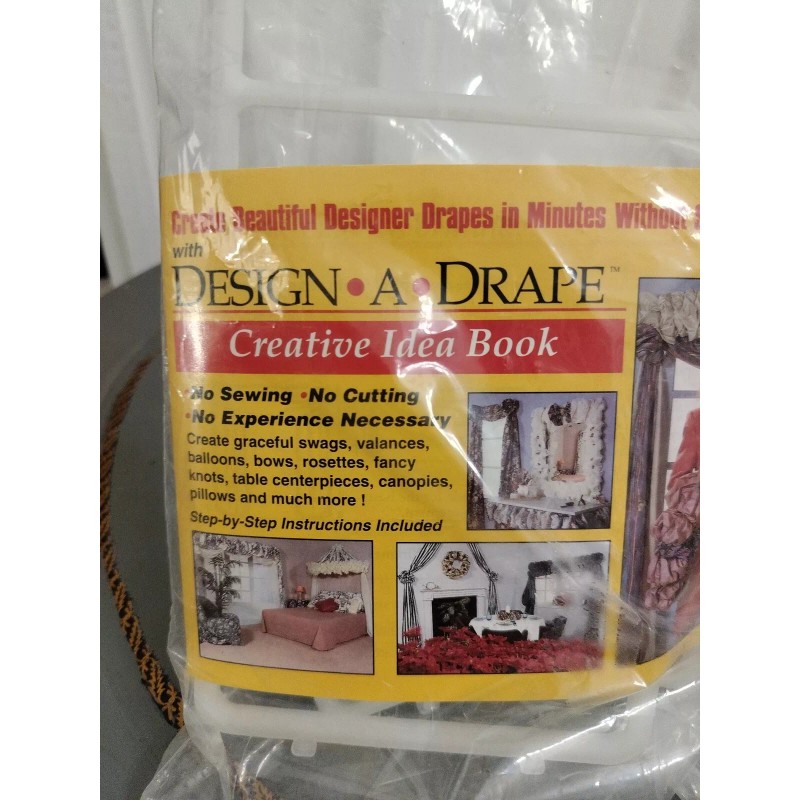 Create Beautiful Designer Drapes in Minutes Without
with
DESIGN • A • DRAPE™
Creative Idea Book
•No Sewing •No Cutting
•No Experience Necessary
Create graceful swags, valances,
balloons, bows, rosettes, fancy
knots, table centerpieces, canopies,
pillows and much more !
Step-by-Step Instructions Included